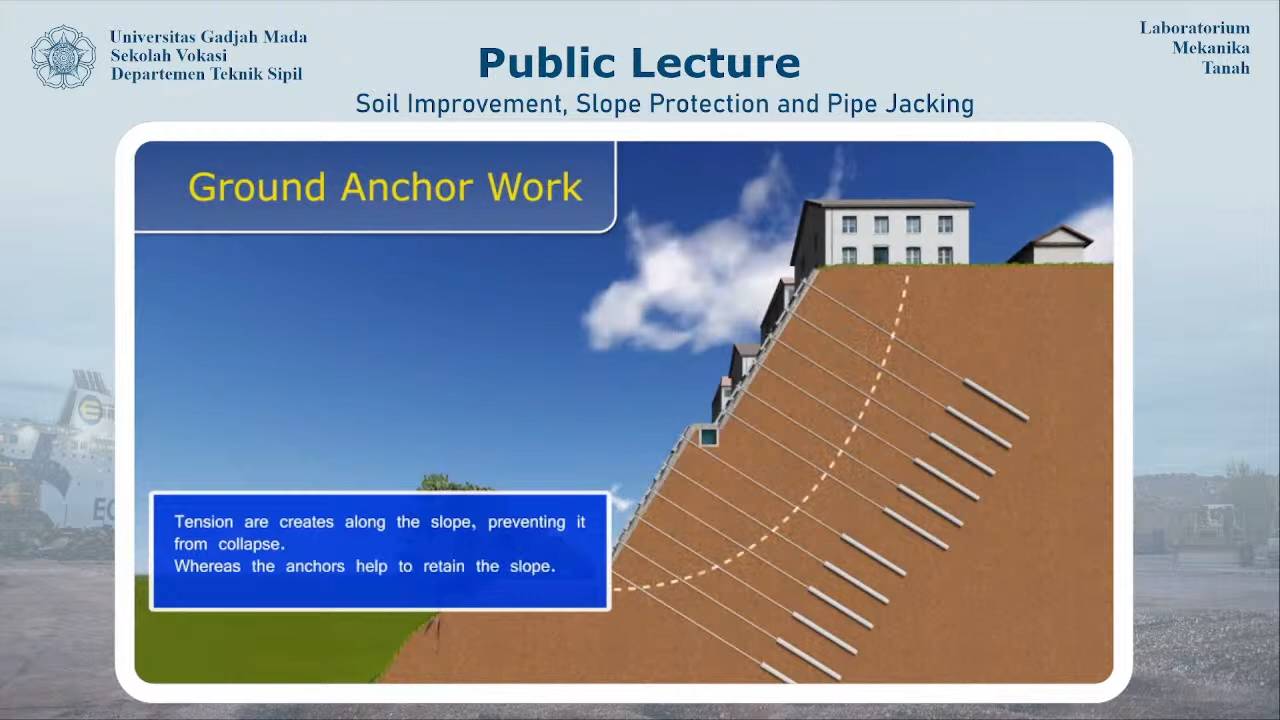 Universitas Gadjah Mada
Sekolah Vokasi
Departemen Teknik Sipil
Public Lecture
Soil Improvement, Slope Protection and Pipe Jacking
Laboratorium
Mekanika
Tanah
Ground Anchor Work
Tension are creates along the slope, preventing it
from collapse.
Whereas the anchors help to retain the slope.